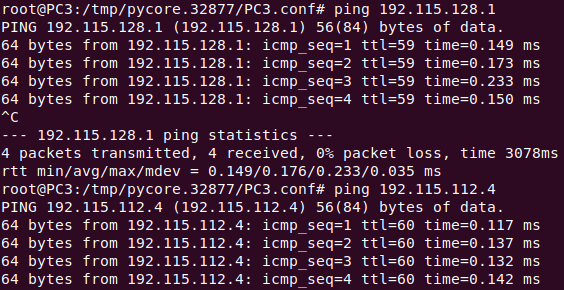 root@PC3:/tmp/pycore.32877/PC3.conf# ping 192.115.128.1
PING 192.115.128.1 (192.115.128.1) 56(84) bytes of data.
64 bytes from 192.115.128.1: icmp_seq=1 ttl=59 time=0.149 ms
64 bytes from 192.115.128.1: icmp_seq=2 ttl=59 time=0.173 ms
64 bytes from 192.115.128.1: icmp_seq=3 ttl=59 time=0.233 ms
64 bytes from 192.115.128.1: icmp_seq=4 ttl=59 time=0.150 ms
^C
--- 192.115.128.1 ping statistics ---
4 packets transmitted, 4 received, 0% packet loss, time 3078ms
rtt min/avg/max/mdev = 0.149/0.176/0.233/0.035 ms
root@PC3:/tmp/pycore.32877/PC3.conf# ping 192.115.112.4
PING 192.115.112.4 (192.115.112.4) 56(84) bytes of data.
64 bytes from 192.115.112.4: icmp_seq=1 ttl=60 time=0.117 ms
64 bytes from 192.115.112.4: icmp_seq=2 ttl=60 time=0.137 ms
64 bytes from 192.115.112.4: icmp_seq=3 ttl=60 time=0.132 ms
64 bytes from 192.115.112.4: icmp_seq=4 ttl=60 time=0.142 ms